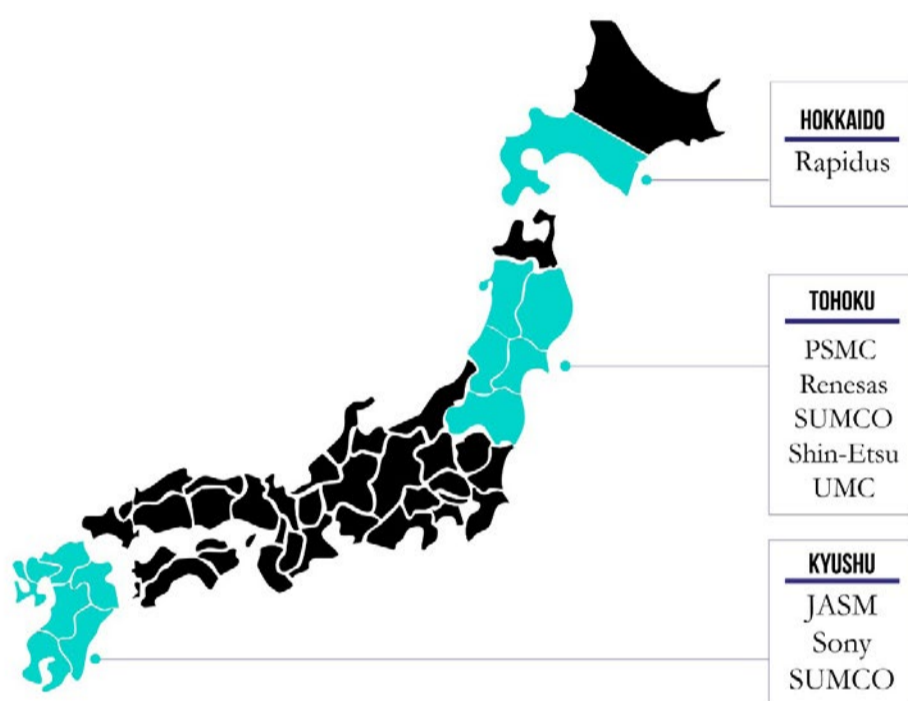 HOKKAIDO
Rapidus
TOHOKU
PSMC
Renesas
SUMCO
Shin-Etsu
UMC
KYUSHU
JASM
Sony
SUMCO